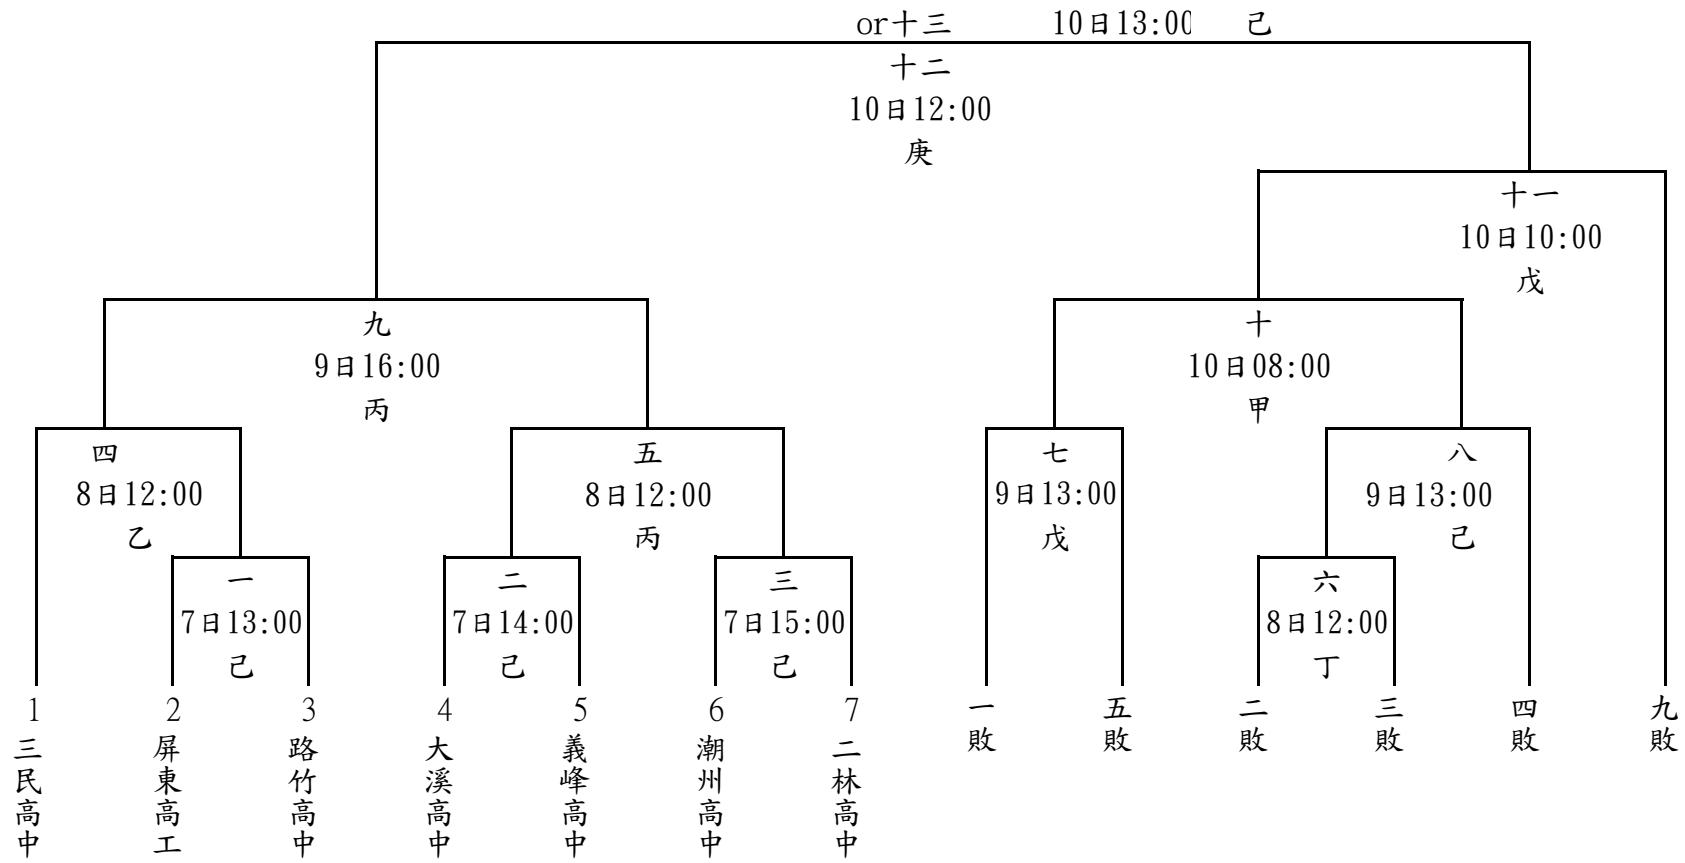 or十三 10日13:00 己
十二
10日12:00
庚
十一
10日10:00
戊
九
9日16:00
丙
十
10日08:00
甲
四
8日12:00
乙
五
8日12:00
丙
七
9日13:00
戊
八
9日13:00
己
一
7日13:00
己
二
7日14:00
己
三
7日15:00
己
六
8日12:00
丁
1
三民高中
2
屏東高工
3
路竹高中
4
大溪高中
5
義峰高中
6
潮州高中
7
二林高中
一敗
五敗
二敗
三敗
四敗
九敗